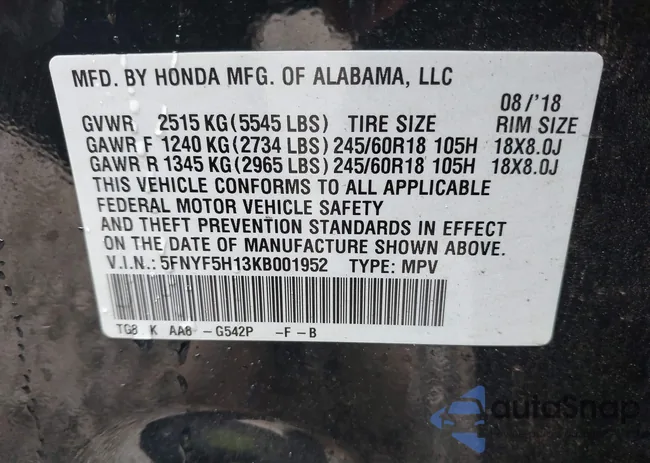 MFD. BY HONDA MFG. OF ALABAMA, LLC
08/'18
GVWR 2515 KG(5545 LBS) TIRE SIZE RIM SIZE
GAWR F 1240 KG(2734 LBS) 245/60R18 105H 18X8.0J
GAWR R 1345 KG(2965 LBS) 245/60R18 105H 18X8.0J
THIS VEHICLE CONFORMS TO ALL APPLICABLE
FEDERAL MOTOR VEHICLE SAFETY
AND THEFT PREVENTION STANDARDS IN EFFECT
ON THE DATE OF MANUFACTURE SHOWN ABOVE.
V.I.N.:5FNYF5H13KB001952 TYPE: MPV
TG8 K AA8 -G542P -F-B
autoSnap